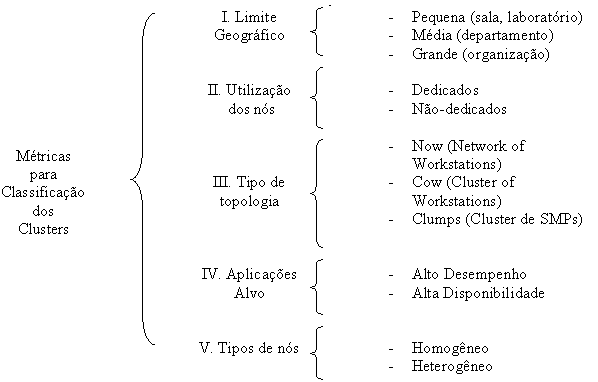 Métricas
para
Classificação
dos
Clusters
I. Limite
Geográfico
- Pequena (sala, laboratório)
- Média (departamento)
- Grande (organização)
II. Utilização
dos nós
- Dedicados
- Não-dedicados
III. Tipo de
topologia
- Now (Network of
Workstations)
- Cow (Cluster of
Workstations)
- Clumps (Cluster de SMPs)
IV. Aplicações
Alvo
- Alto Desempenho
- Alta Disponibilidade
V. Tipos de nós
- Homogêneo
- Heterogêneo